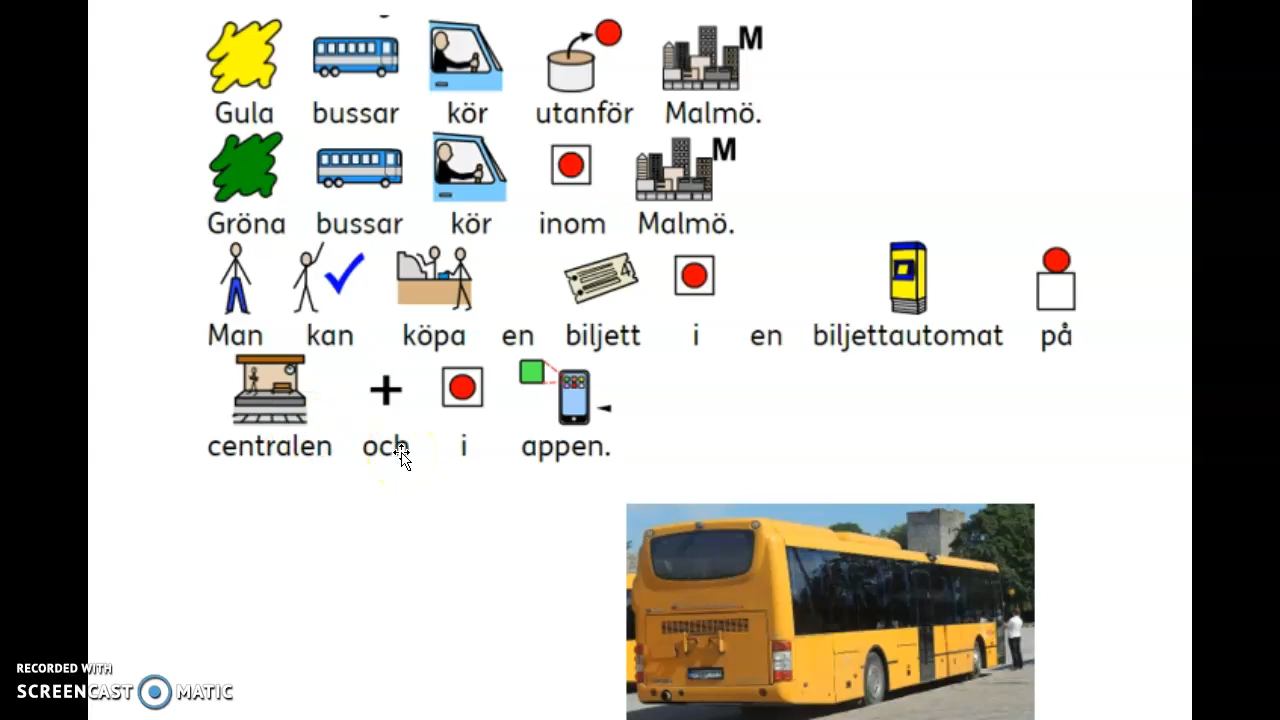 Gula bussar kör utanför Malmö.
M
Gröna bussar kör inom Malmö.
M
Man kan köpa en biljett i en biljettautomat på
4
centralen och i appen.
RECORDED WITH
SCREENCAST MATIC